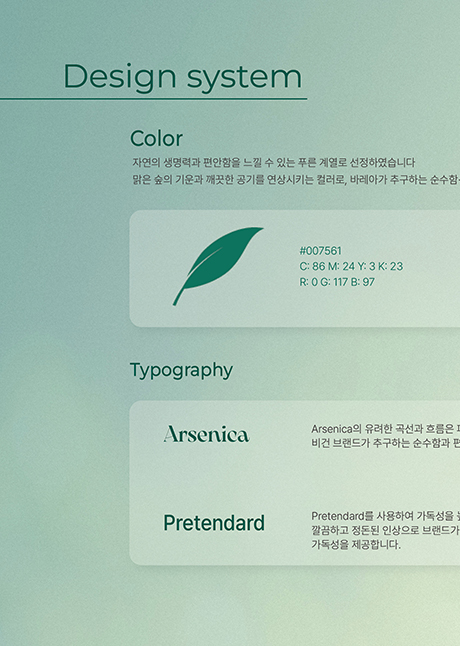 Design system
Color
자연의 생명력과 편안함을 느낄 수 있는 푸른 계열로 선정하였습니다
맑은 숲의 기운과 깨끗한 공기를 연상시키는 컬러로, 바레아가 추구하는 순수함
#007561
C: 86 M: 24 Y: 3 K: 23
R: 0 G: 117 B: 97
Typography
Arsenica
Arsenica의 유려한 곡선과 흐름은
비건 브랜드가 추구하는 순수함과
Pretendard
Pretendard를 사용하여 가독성을
깔끔하고 정돈된 인상으로 브랜드가
가독성을 제공합니다.